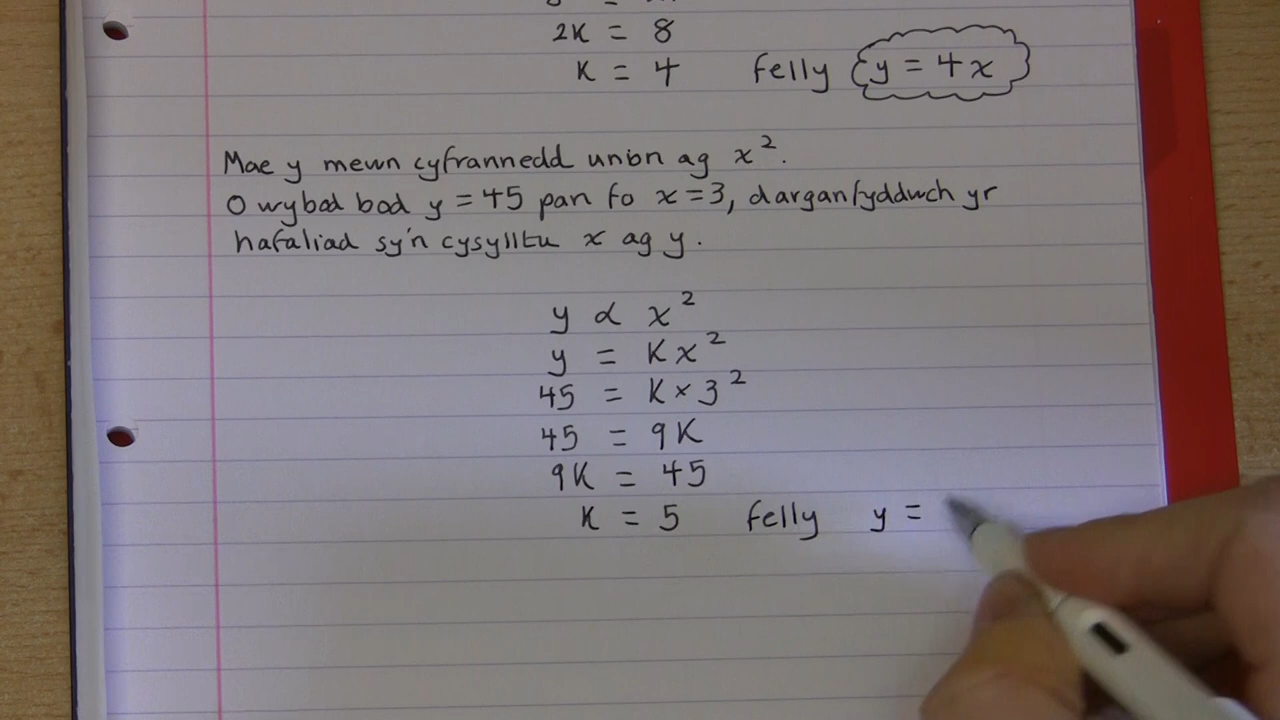 2K = 8
K = 4 felly y = 4x
Mae y mewn cyfrannedd union ag x².
O wybod bod y = 45 pan fo x = 3, darganfyddwch yr
hafaliad sy'n cysylltu x ag y.
y ∝ x²
y = Kx²
45 = K × 3²
45 = 9K
9K = 45
K = 5 felly y =